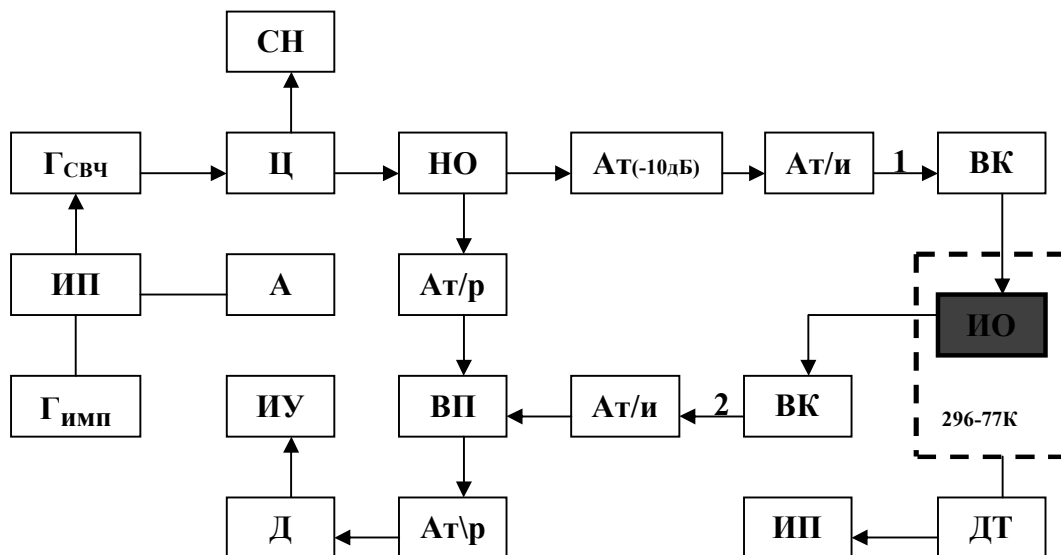 СН
ГСВЧ
Ц
НО
Ат(-10дБ)
Ат/и
1
ВК
ИП
А
Ат/р
ИО
Гимп
ИУ
ВП
Ат/и
2
ВК
296-77К
Д
Ат\р
ИП
ДТ